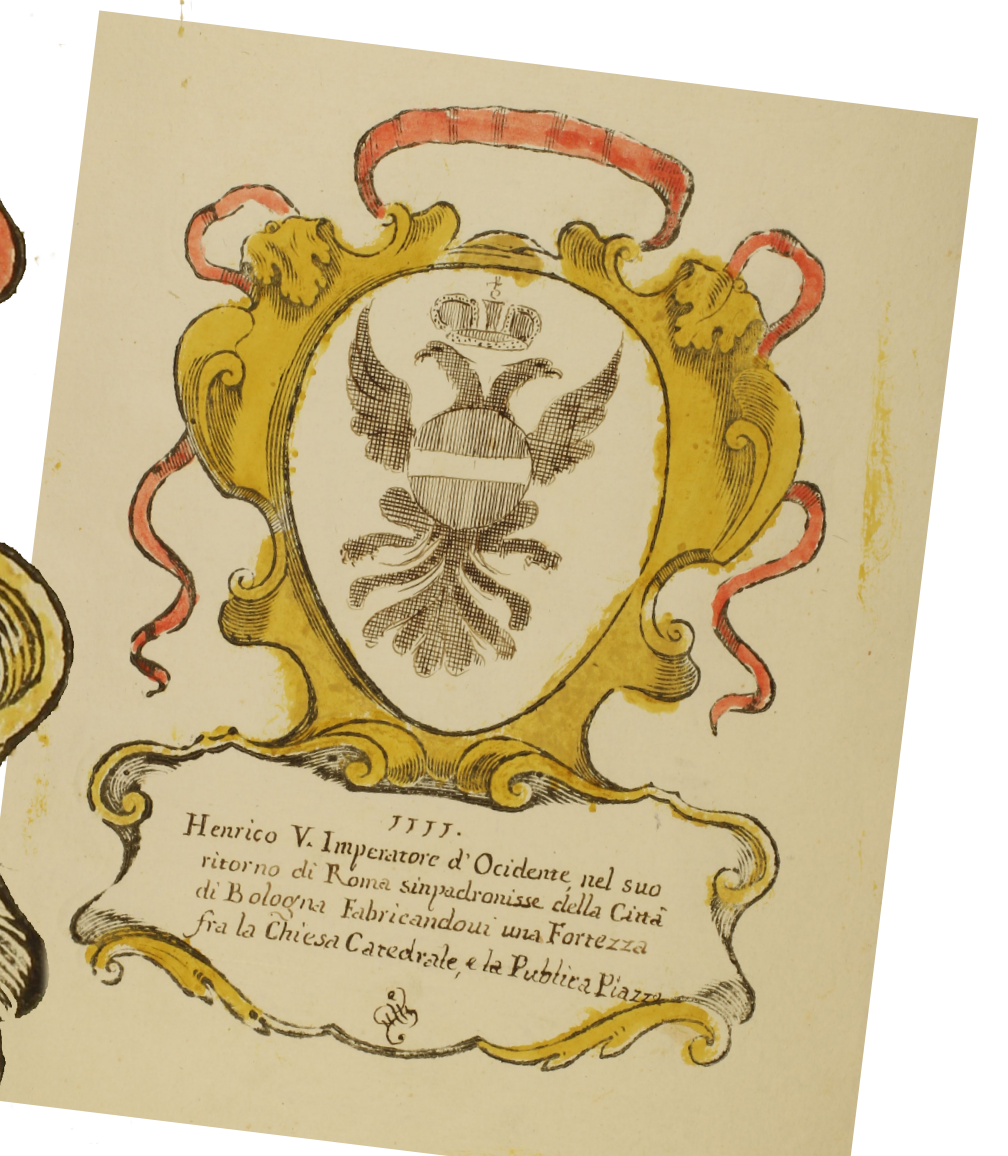 1111.
Henrico V. Imperatore d' Ocidente, nel suo
ritorno di Roma sinpadronisse della Città
di Bologna Fabricandoui una Fortezza
fra la Chiesa Catedrale, e la Publica Piazza